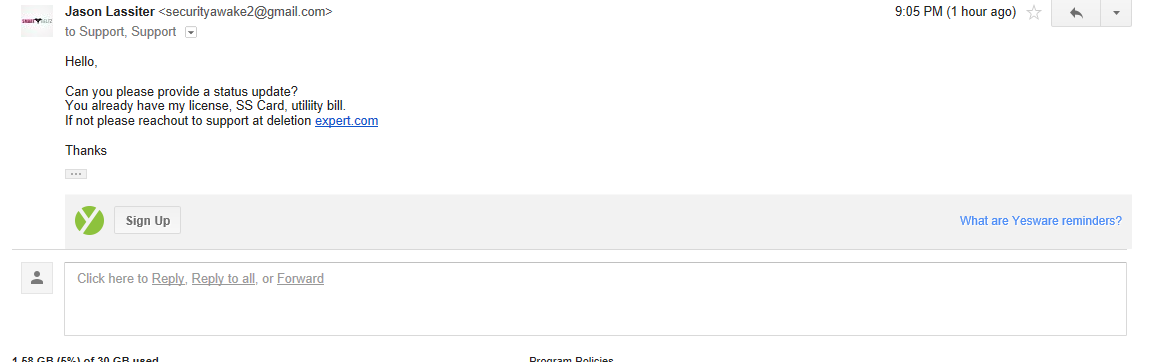 Jason Lassiter <securityawake2@gmail.com> 9:05 PM (1 hour ago)
to Support, Support
Hello,
Can you please provide a status update?
You already have my license, SS Card, utiliity bill.
If not please reachout to support at deletion expert.com
Thanks
Sign Up What are Yesware reminders?
Click here to Reply, Reply to all, or Forward
1.58 GB (5%) of 30 GB used Program Policies